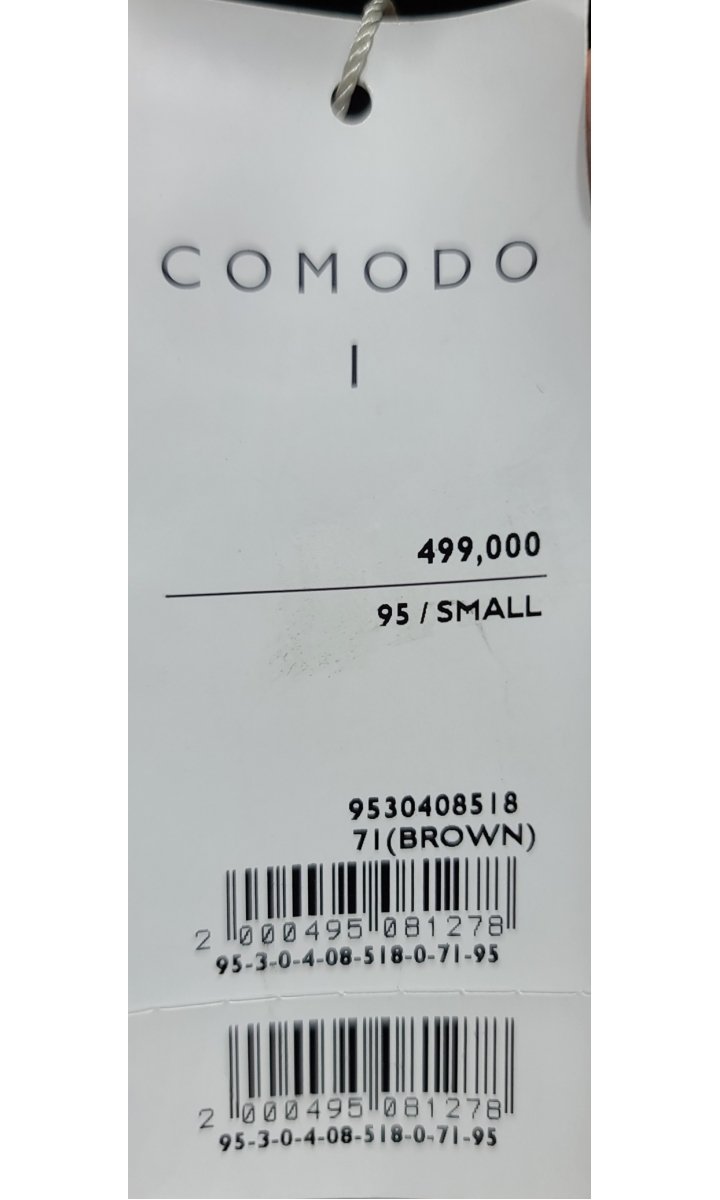 COMODO
I
499,000
95 / SMALL
9530408518
71(BROWN)
2 000495 081278
95-3-0-4-08-518-0-71-95
2 000495 081278
95-3-0-4-08-518-0-71-95